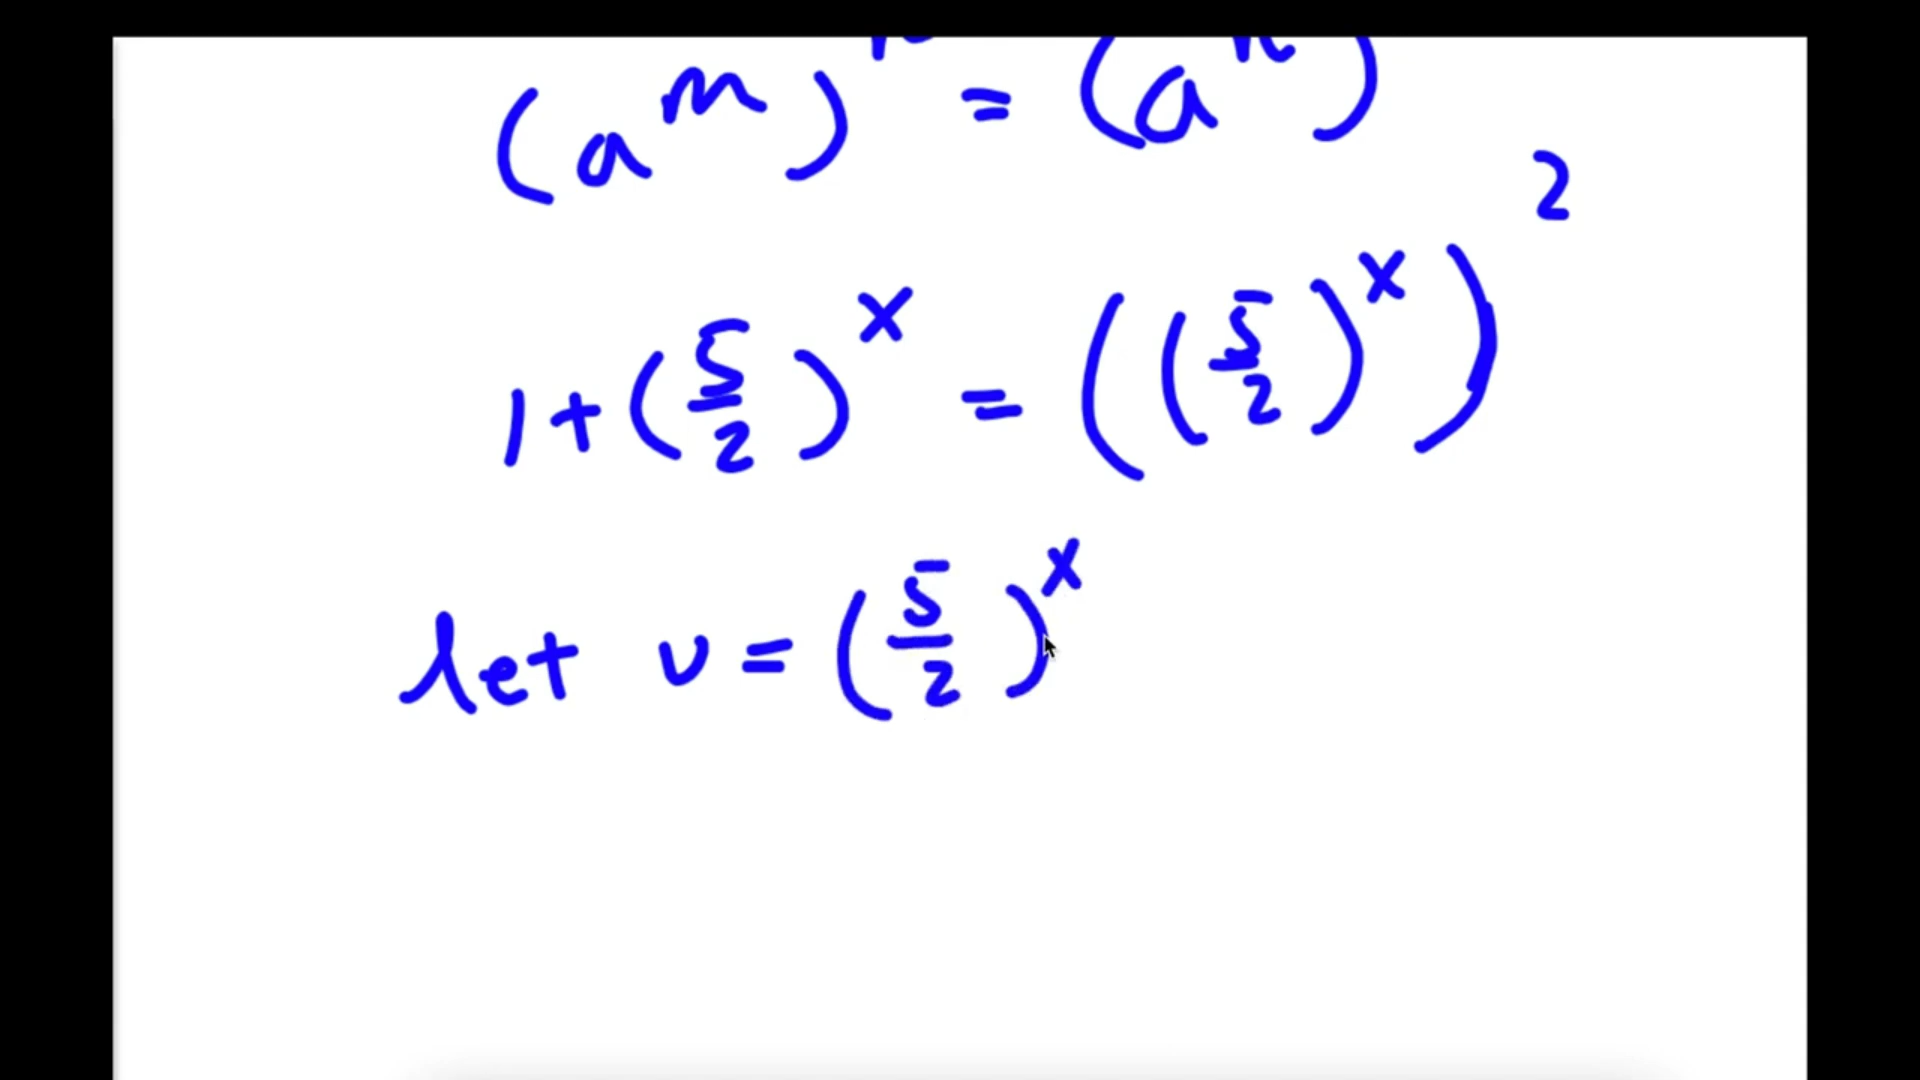 (a^m)^n = (a^n)
1+(5/2)^x = ((5/2)^x)^2
let u = (5/2)^x